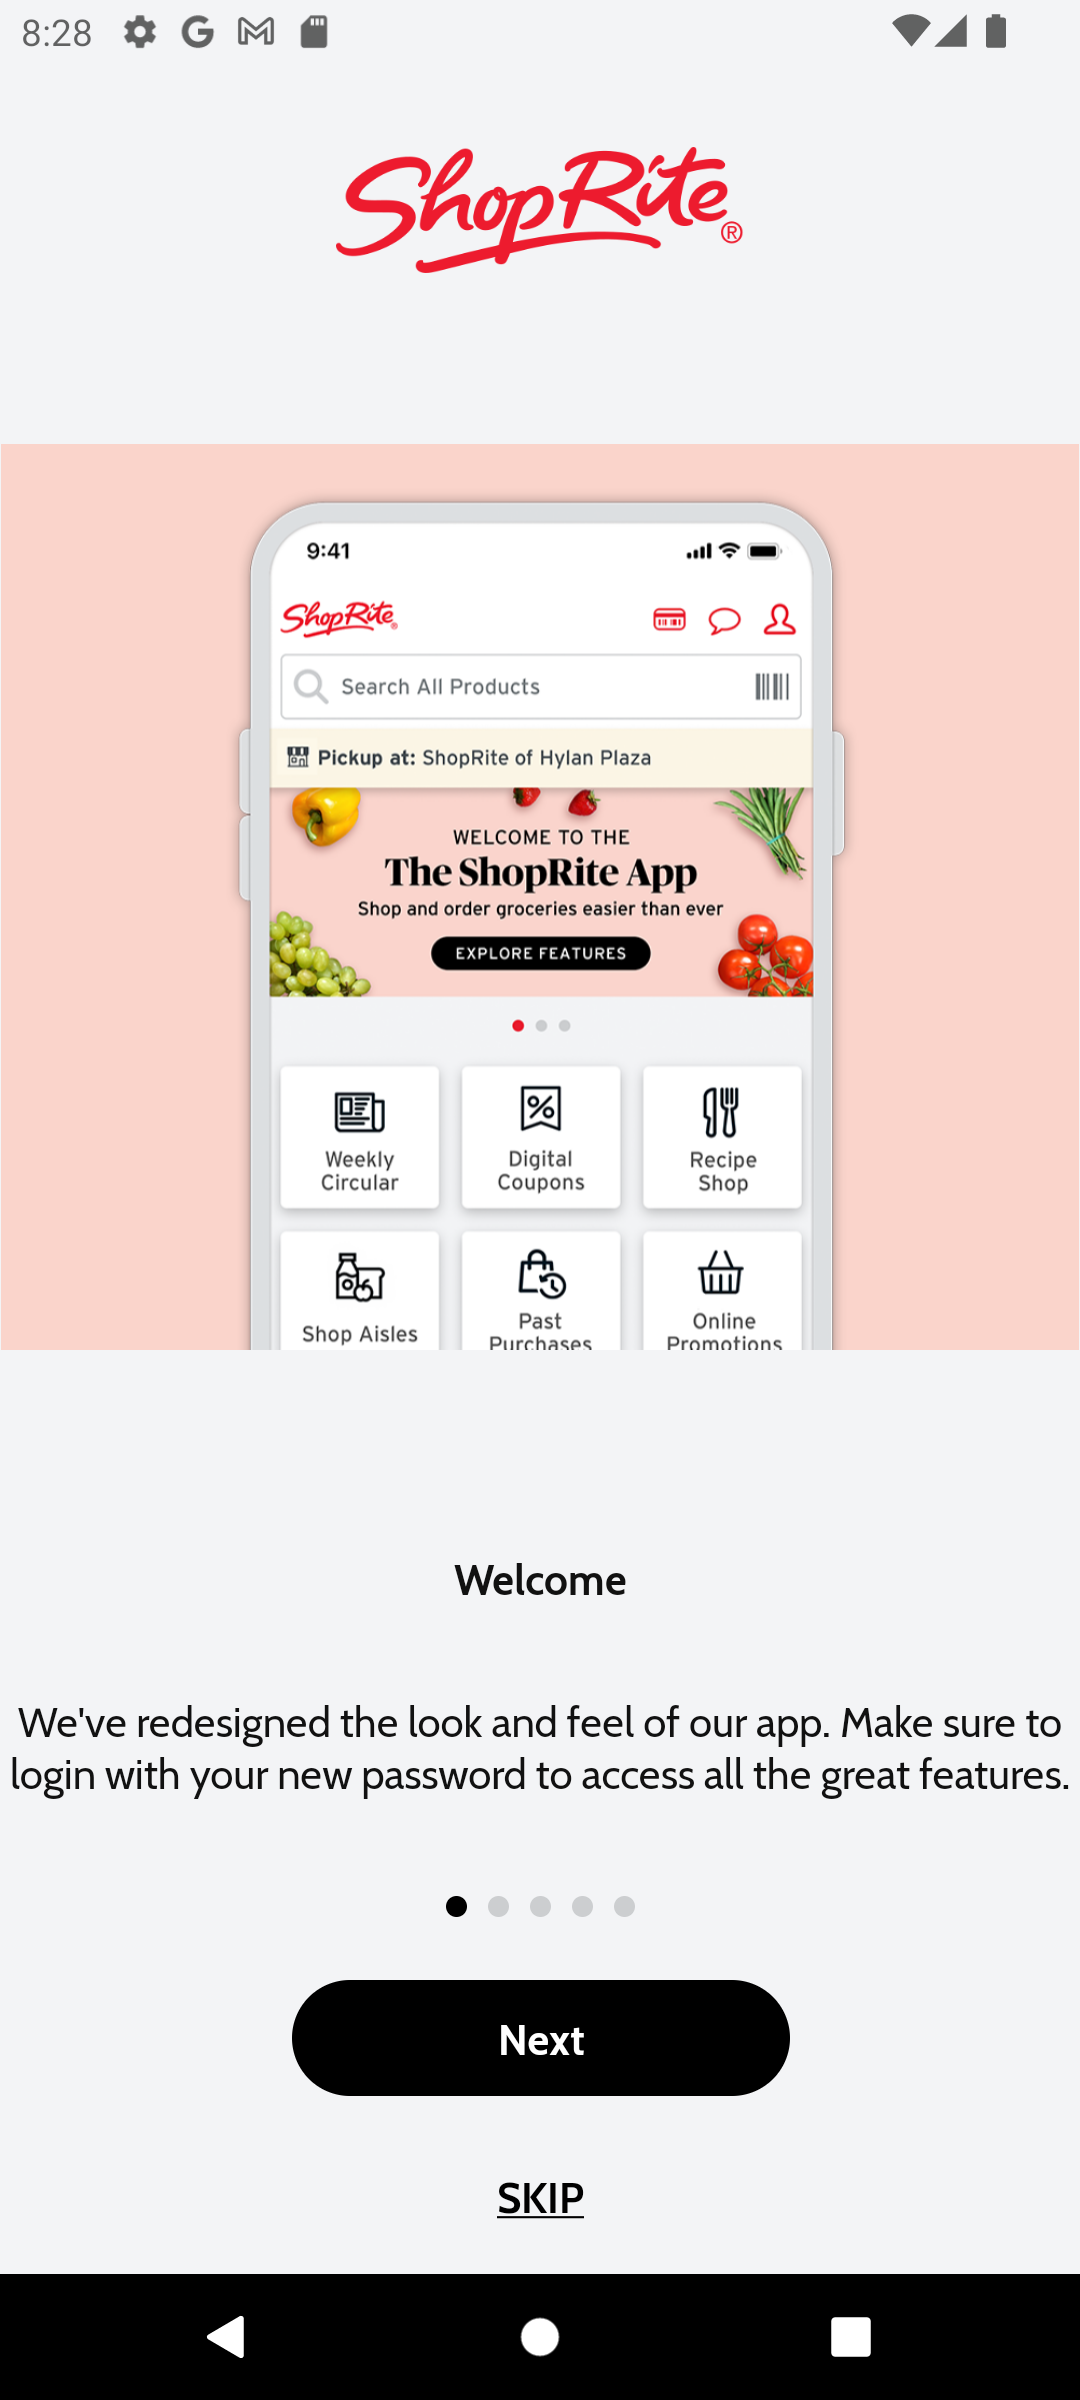 8:28
ShopRite®
9:41
ShopRite®
Search All Products
Pickup at: ShopRite of Hylan Plaza
WELCOME TO THE
The ShopRite App
Shop and order groceries easier than ever
EXPLORE FEATURES
Weekly Circular
Digital Coupons
Recipe Shop
Shop Aisles
Past Purchases
Online Promotions
Welcome
We've redesigned the look and feel of our app. Make sure to
login with your new password to access all the great features.
Next
SKIP